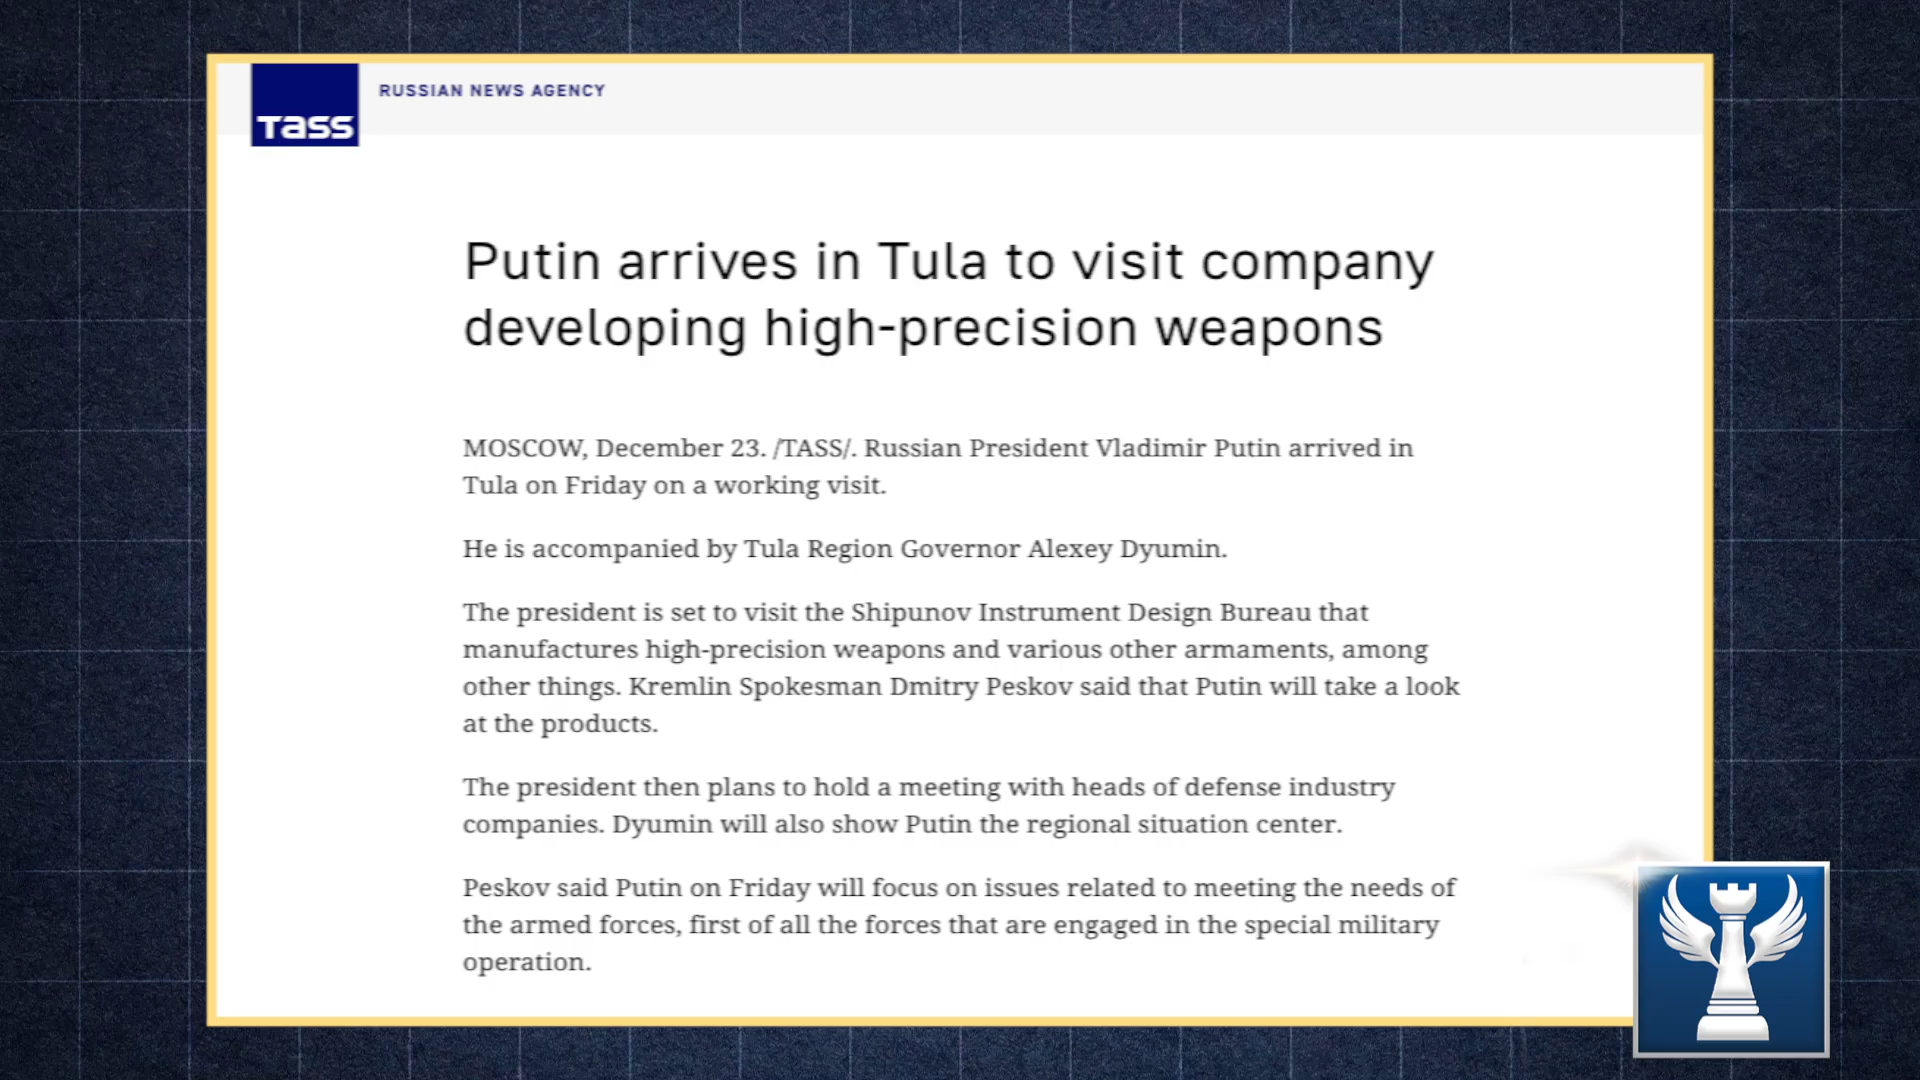 RUSSIAN NEWS AGENCY
TASS
Putin arrives in Tula to visit company
developing high-precision weapons
MOSCOW, December 23. /TASS/. Russian President Vladimir Putin arrived in
Tula on Friday on a working visit.
He is accompanied by Tula Region Governor Alexey Dyumin.
The president is set to visit the Shipunov Instrument Design Bureau that
manufactures high-precision weapons and various other armaments, among
other things. Kremlin Spokesman Dmitry Peskov said that Putin will take a look
at the products.
The president then plans to hold a meeting with heads of defense industry
companies. Dyumin will also show Putin the regional situation center.
Peskov said Putin on Friday will focus on issues related to meeting the needs of
the armed forces, first of all the forces that are engaged in the special military
operation.